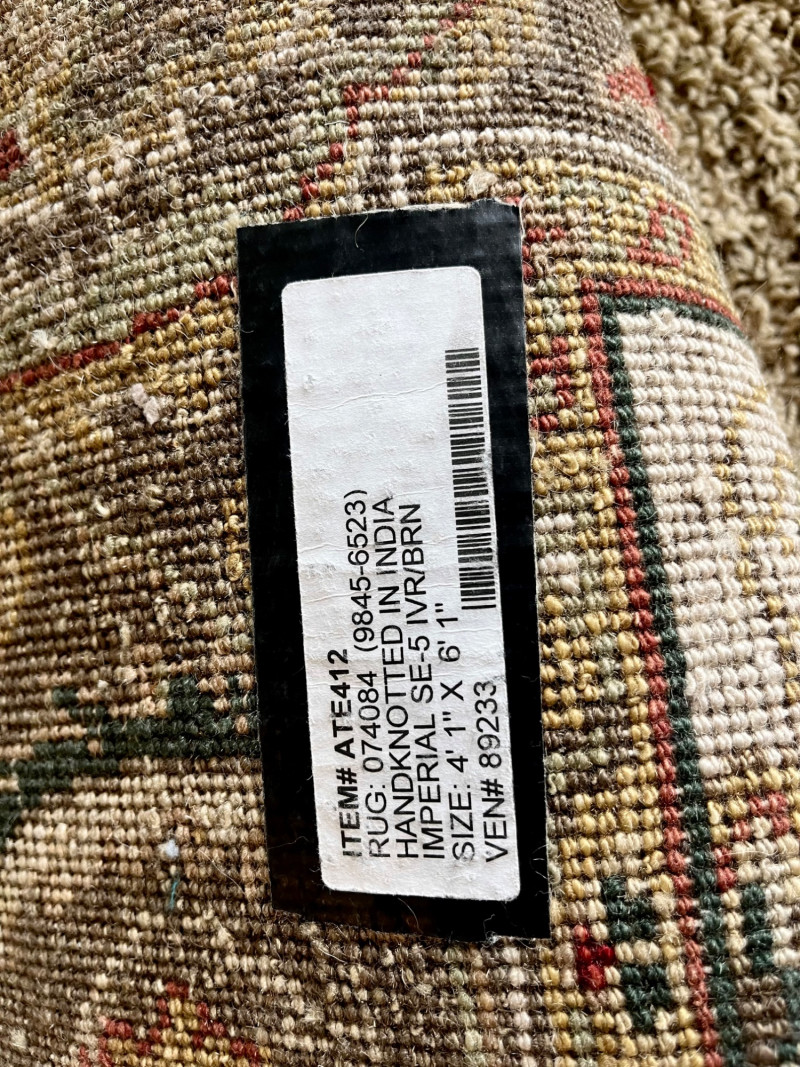 ITEM# ATE412
RUG: 074084 (9845-6523)
HANDKNOTTED IN INDIA
IMPERIAL SE-5 IVR/BRN
SIZE: 4' 1" X 6' 1"
VEN# 89233